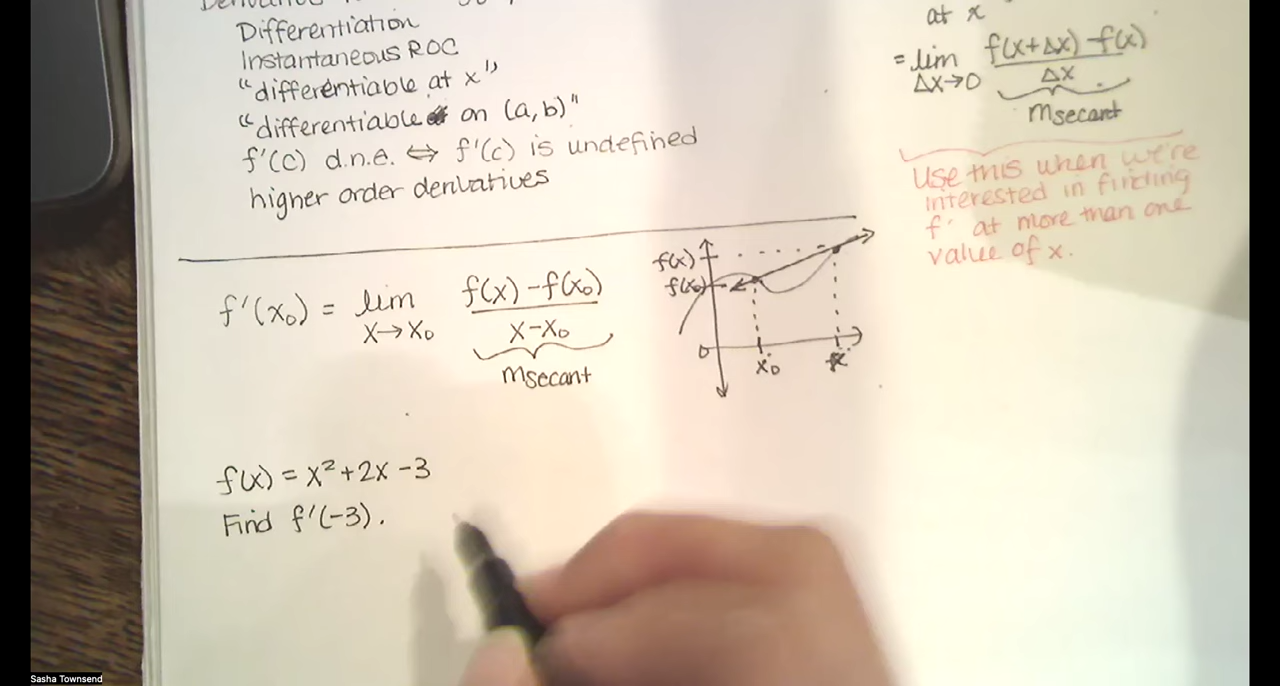 Differentiation
Instantaneous ROC
"differentiable at x"
"differentiable on (a, b)"
f'(c) d.n.e. ⇔ f'(c) is undefined
higher order derivatives
at x
= lim f(x+Δx) - f(x)
Δx→0 Δx
msecant
Use this when we're
interested in finding
f' at more than one
value of x.
f'(x₀) = lim f(x) - f(x₀)
x→x₀ x - x₀
msecant
f(x)
f(x₀)
0 x₀ x
f(x) = x² + 2x - 3
Find f'(-3).
Sasha Townsend